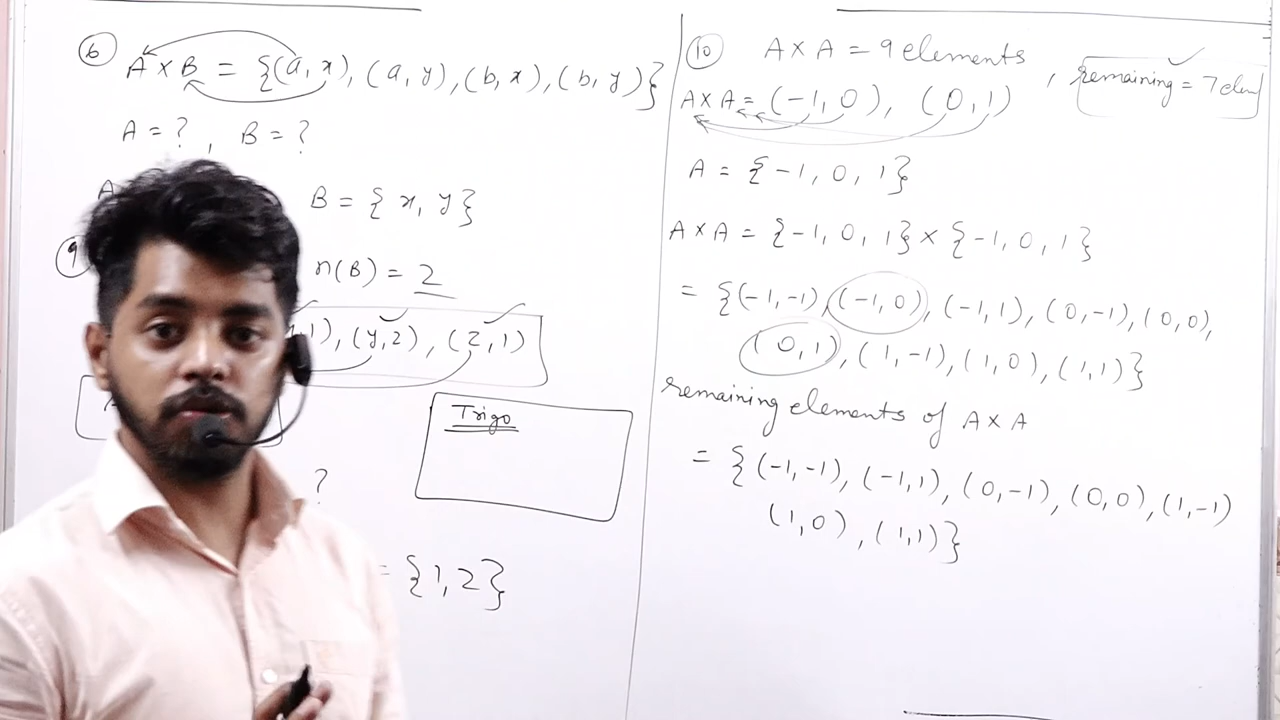 6 A × B = {(a, x), (a, y), (b, x), (b, y)}
A = ? , B = ?
A
B = {x, y}
9
n(B) = 2
1), (y, 2), (z, 1)
Trigo
?
= {1, 2}
10 A × A = 9 elements , remaining = 7 elem
A × A = (-1, 0), (0, 1)
A = {-1, 0, 1}
A × A = {-1, 0, 1} × {-1, 0, 1}
= {(-1, -1), (-1, 0), (-1, 1), (0, -1), (0, 0),
(0, 1), (1, -1), (1, 0), (1, 1)}
remaining elements of A × A
= {(-1, -1), (-1, 1), (0, -1), (0, 0), (1, -1)
(1, 0), (1, 1)}